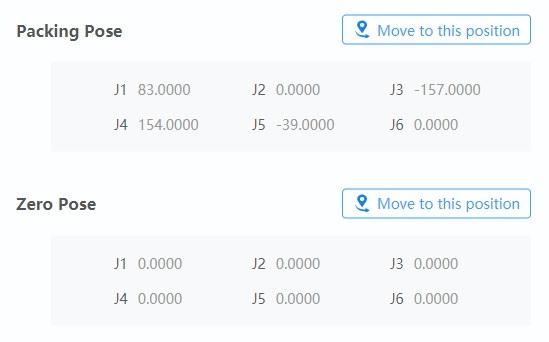 Packing Pose Move to this position
J1 83.0000 J2 0.0000 J3 -157.0000
J4 154.0000 J5 -39.0000 J6 0.0000
Zero Pose Move to this position
J1 0.0000 J2 0.0000 J3 0.0000
J4 0.0000 J5 0.0000 J6 0.0000